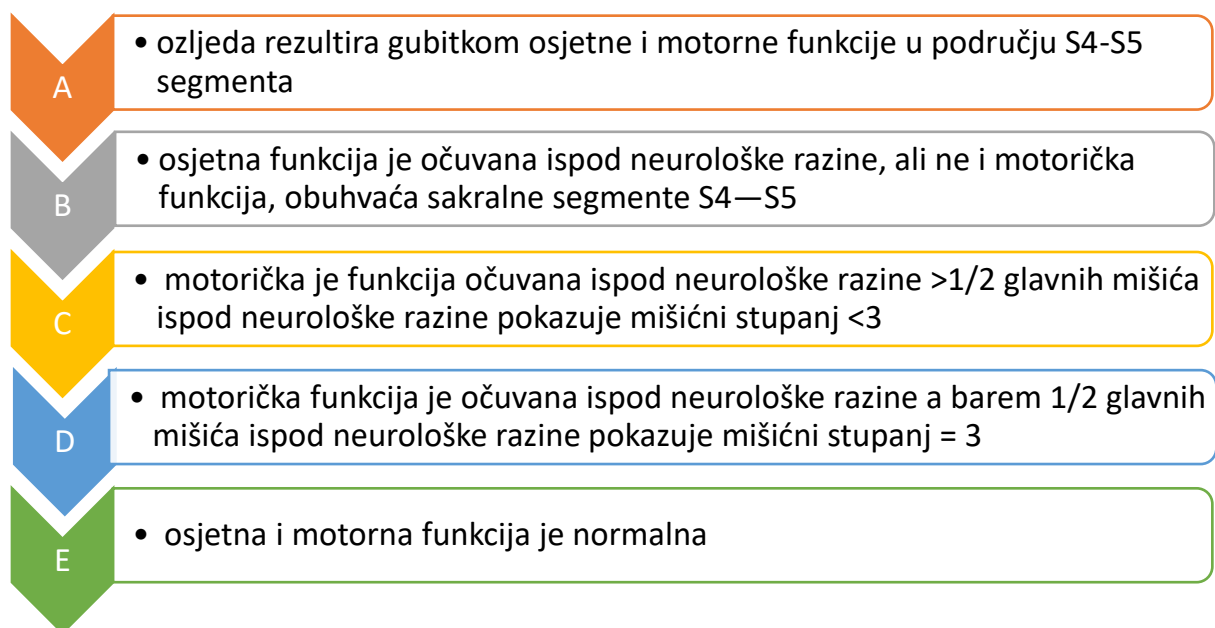 A
• ozljeda rezultira gubitkom osjetne i motorne funkcije u području S4-S5
segmenta
B
• osjetna funkcija je očuvana ispod neurološke razine, ali ne i motorička
funkcija, obuhvaća sakralne segmente S4—S5
C
• motorička je funkcija očuvana ispod neurološke razine >1/2 glavnih mišića
ispod neurološke razine pokazuje mišićni stupanj <3
D
• motorička funkcija je očuvana ispod neurološke razine a barem 1/2 glavnih
mišića ispod neurološke razine pokazuje mišićni stupanj = 3
E
• osjetna i motorna funkcija je normalna